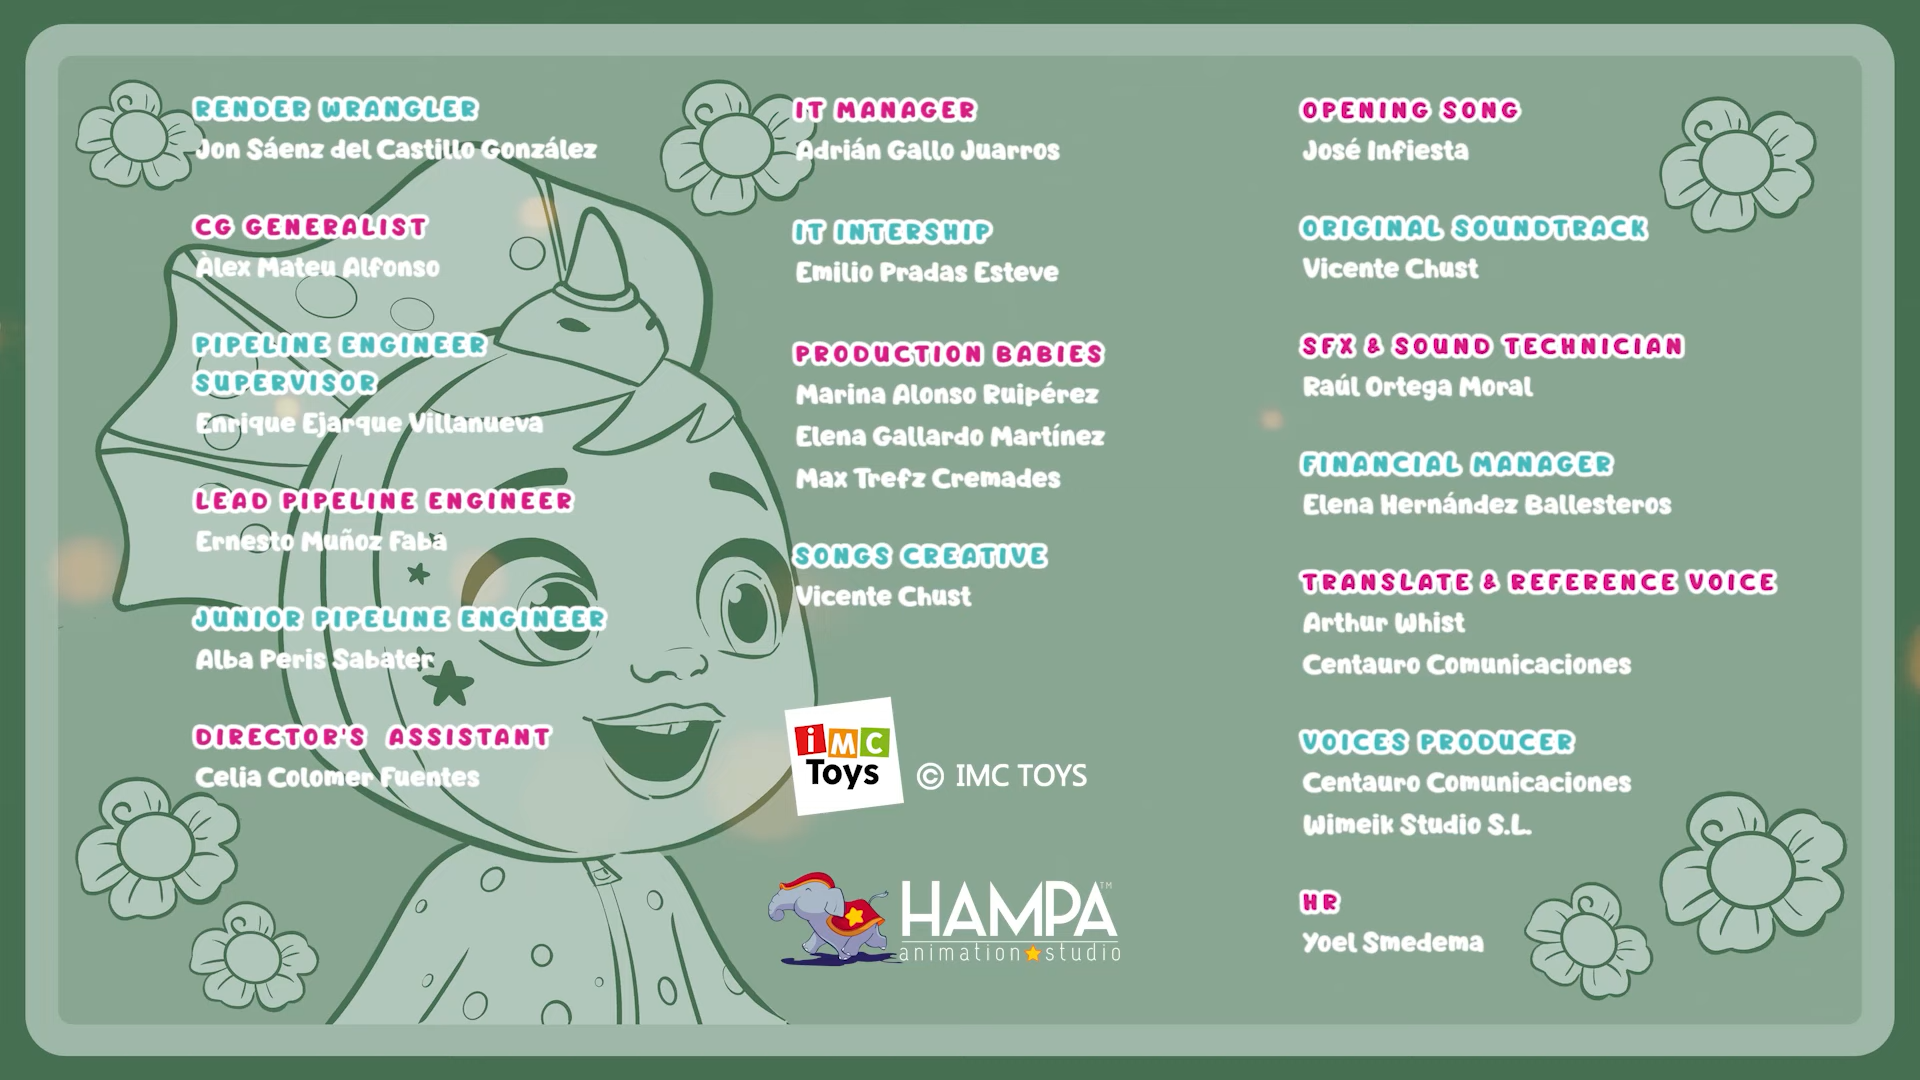 RENDER WRANGLER
Jon Sáenz del Castillo González
CG GENERALIST
Àlex Mateu Alfonso
PIPELINE ENGINEER
SUPERVISOR
Enrique Ejarque Villanueva
LEAD PIPELINE ENGINEER
Ernesto Muñoz Faba
JUNIOR PIPELINE ENGINEER
Alba Peris Sabater
DIRECTOR'S ASSISTANT
Celia Colomer Fuentes
IT MANAGER
Adrián Gallo Juarros
IT INTERSHIP
Emilio Pradas Esteve
PRODUCTION BABIES
Marina Alonso Ruipérez
Elena Gallardo Martínez
Max Trefz Cremades
SONGS CREATIVE
Vicente Chust
iMC
Toys
© IMC TOYS
HAMPA™
animation studio
OPENING SONG
José Infiesta
ORIGINAL SOUNDTRACK
Vicente Chust
SFX & SOUND TECHNICIAN
Raúl Ortega Moral
FINANCIAL MANAGER
Elena Hernández Ballesteros
TRANSLATE & REFERENCE VOICE
Arthur Whist
Centauro Comunicaciones
VOICES PRODUCER
Centauro Comunicaciones
Wimeik Studio S.L.
HR
Yoel Smedema